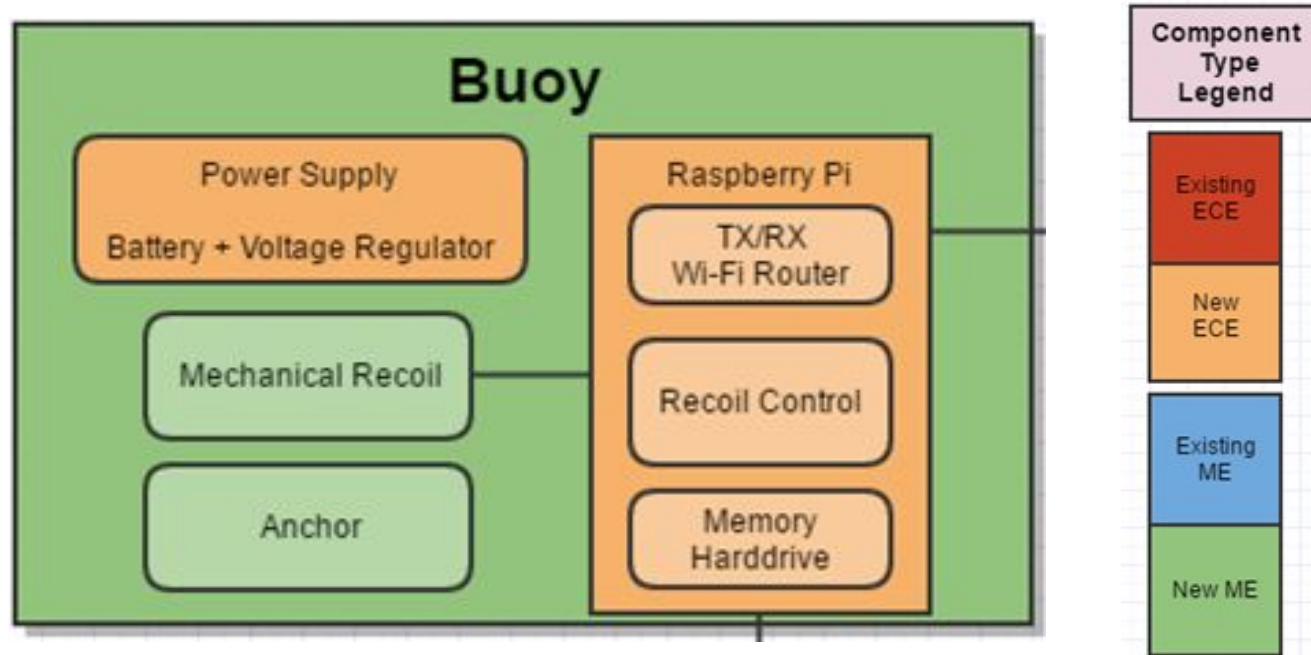 Buoy
Power Supply
Battery + Voltage Regulator
Mechanical Recoil
Anchor
Raspberry Pi
TX/RX
Wi-Fi Router
Recoil Control
Memory
Harddrive
Component
Type
Legend
Existing
ECE
New
ECE
Existing
ME
New ME